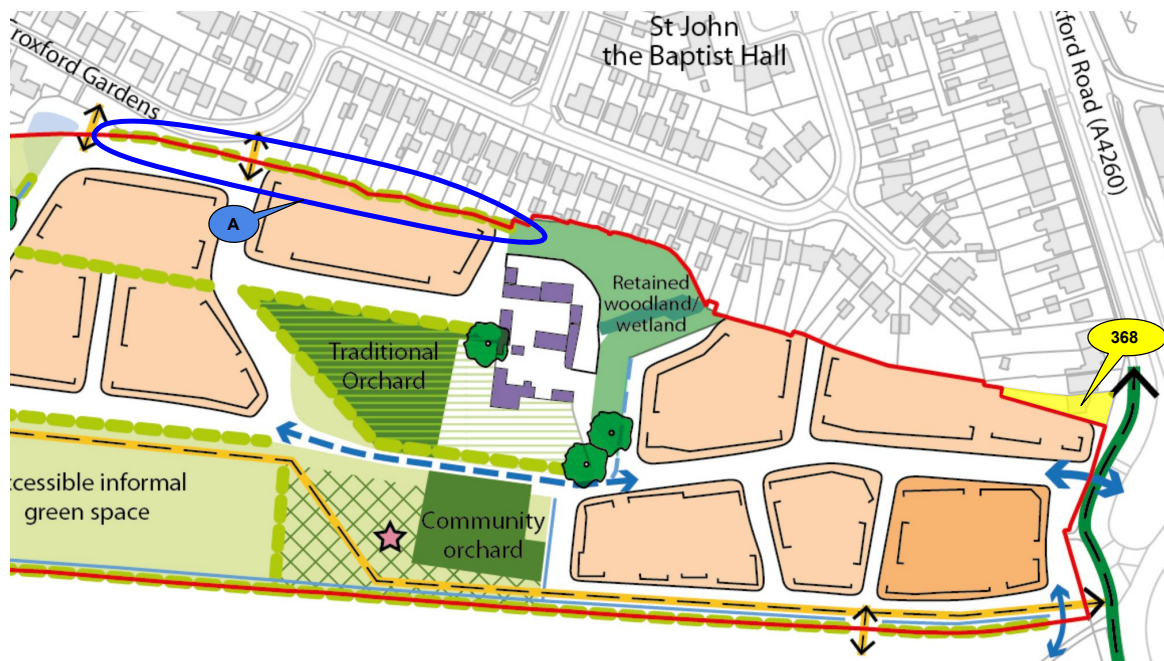 St John
the Baptist Hall
roxford Gardens
xford Road (A4260)
A
Retained
woodland/
wetland
368
Traditional
Orchard
ccessible informal
green space
Community
orchard